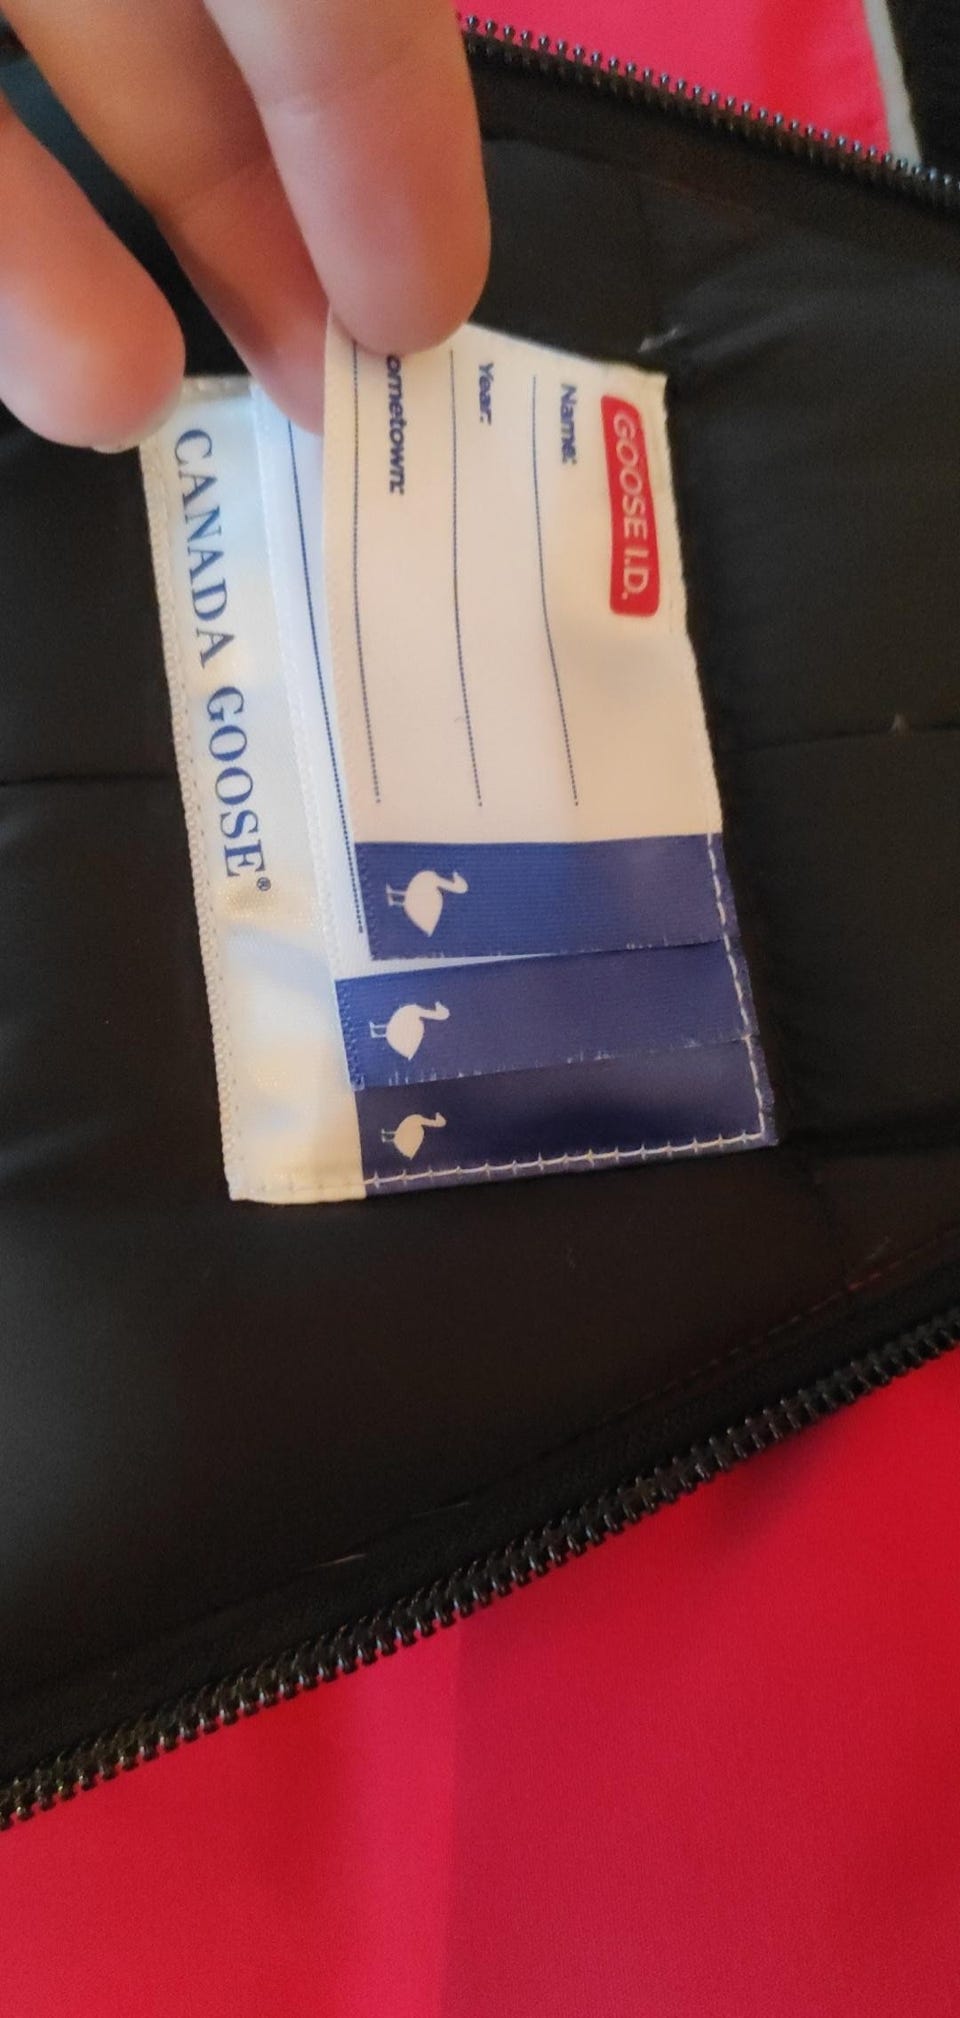 GOOSE I.D.
Name:
Year:
ometown:
CANADA GOOSE®